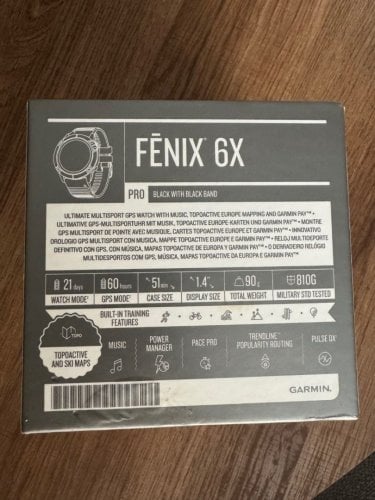 FĒNIX® 6X
PRO
BLACK WITH BLACK BAND
ULTIMATE MULTISPORT GPS WATCH WITH MUSIC, TOPOACTIVE EUROPE MAPPING AND GARMIN PAY™ •
ULTIMATIVE GPS-MULTISPORTUHR MIT MUSIK, TOPOACTIVE EUROPE-KARTEN UND GARMIN PAY™ • MONTRE
GPS MULTISPORT DE POINTE AVEC MUSIQUE, CARTES TOPOACTIVE EUROPE ET GARMIN PAY™ • INNOVATIVO
OROLOGIO GPS MULTISPORT CON MUSICA, MAPPE TOPOACTIVE EUROPE E GARMIN PAY™ • RELOJ MULTIDEPORTE
DEFINITIVO CON GPS, CON MÚSICA, MAPAS TOPOACTIVE DE EUROPA Y GARMIN PAY™ • O DERRADEIRO RELÓGIO
MULTIDESPORTOS COM GPS, MÚSICA, MAPAS TOPOACTIVE DA EUROPA E GARMIN PAY™
21 days
WATCH MODE¹
60 hours
GPS MODE¹
51 mm
CASE SIZE
1.4"
DISPLAY SIZE
90 g
TOTAL WEIGHT
810G
MILITARY STD TESTED
BUILT-IN TRAINING
FEATURES
TOPO
TOPOACTIVE
AND SKI MAPS
MUSIC
POWER
MANAGER
PACE PRO
TRENDLINE™
POPULARITY ROUTING
PULSE OX²
GARMIN.